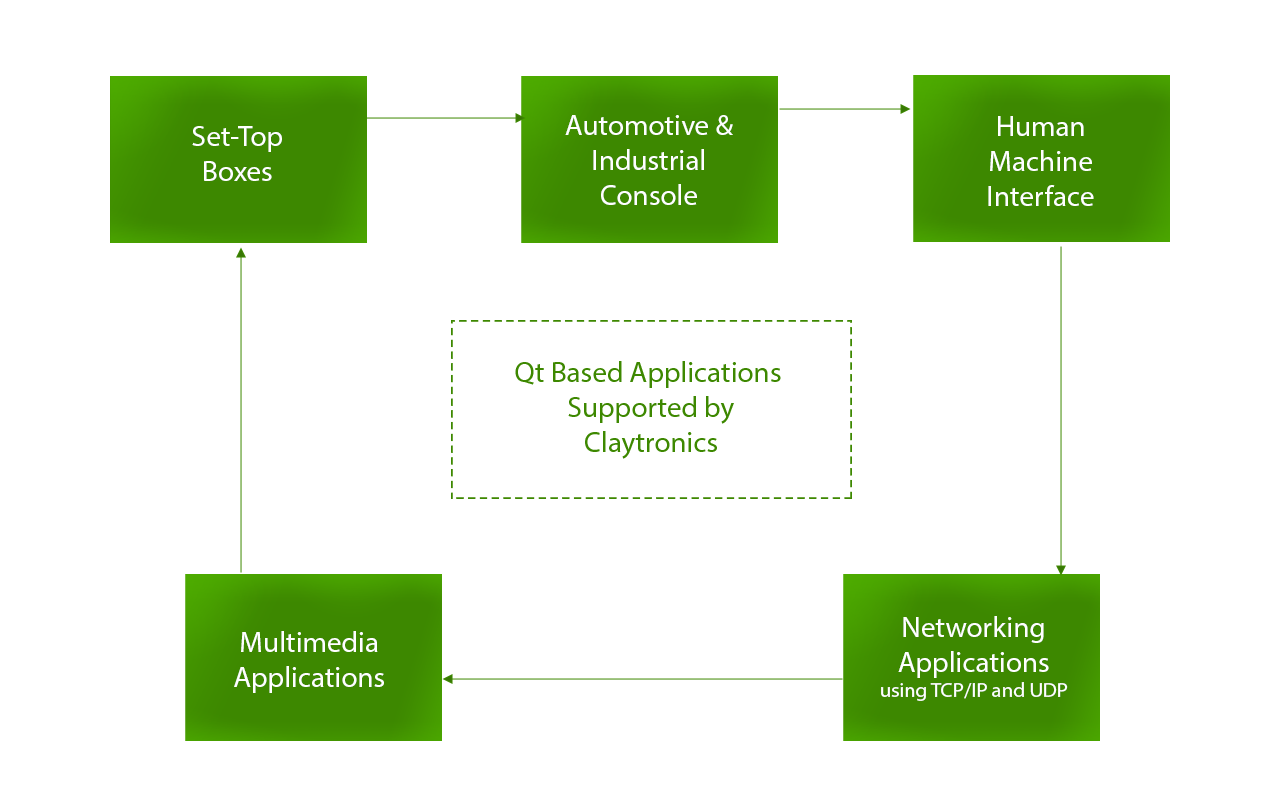 Set-Top
Boxes
Automotive &
Industrial
Console
Human
Machine
Interface
Qt Based Applications
Supported by
Claytronics
Multimedia
Applications
Networking
Applications
using TCP/IP and UDP